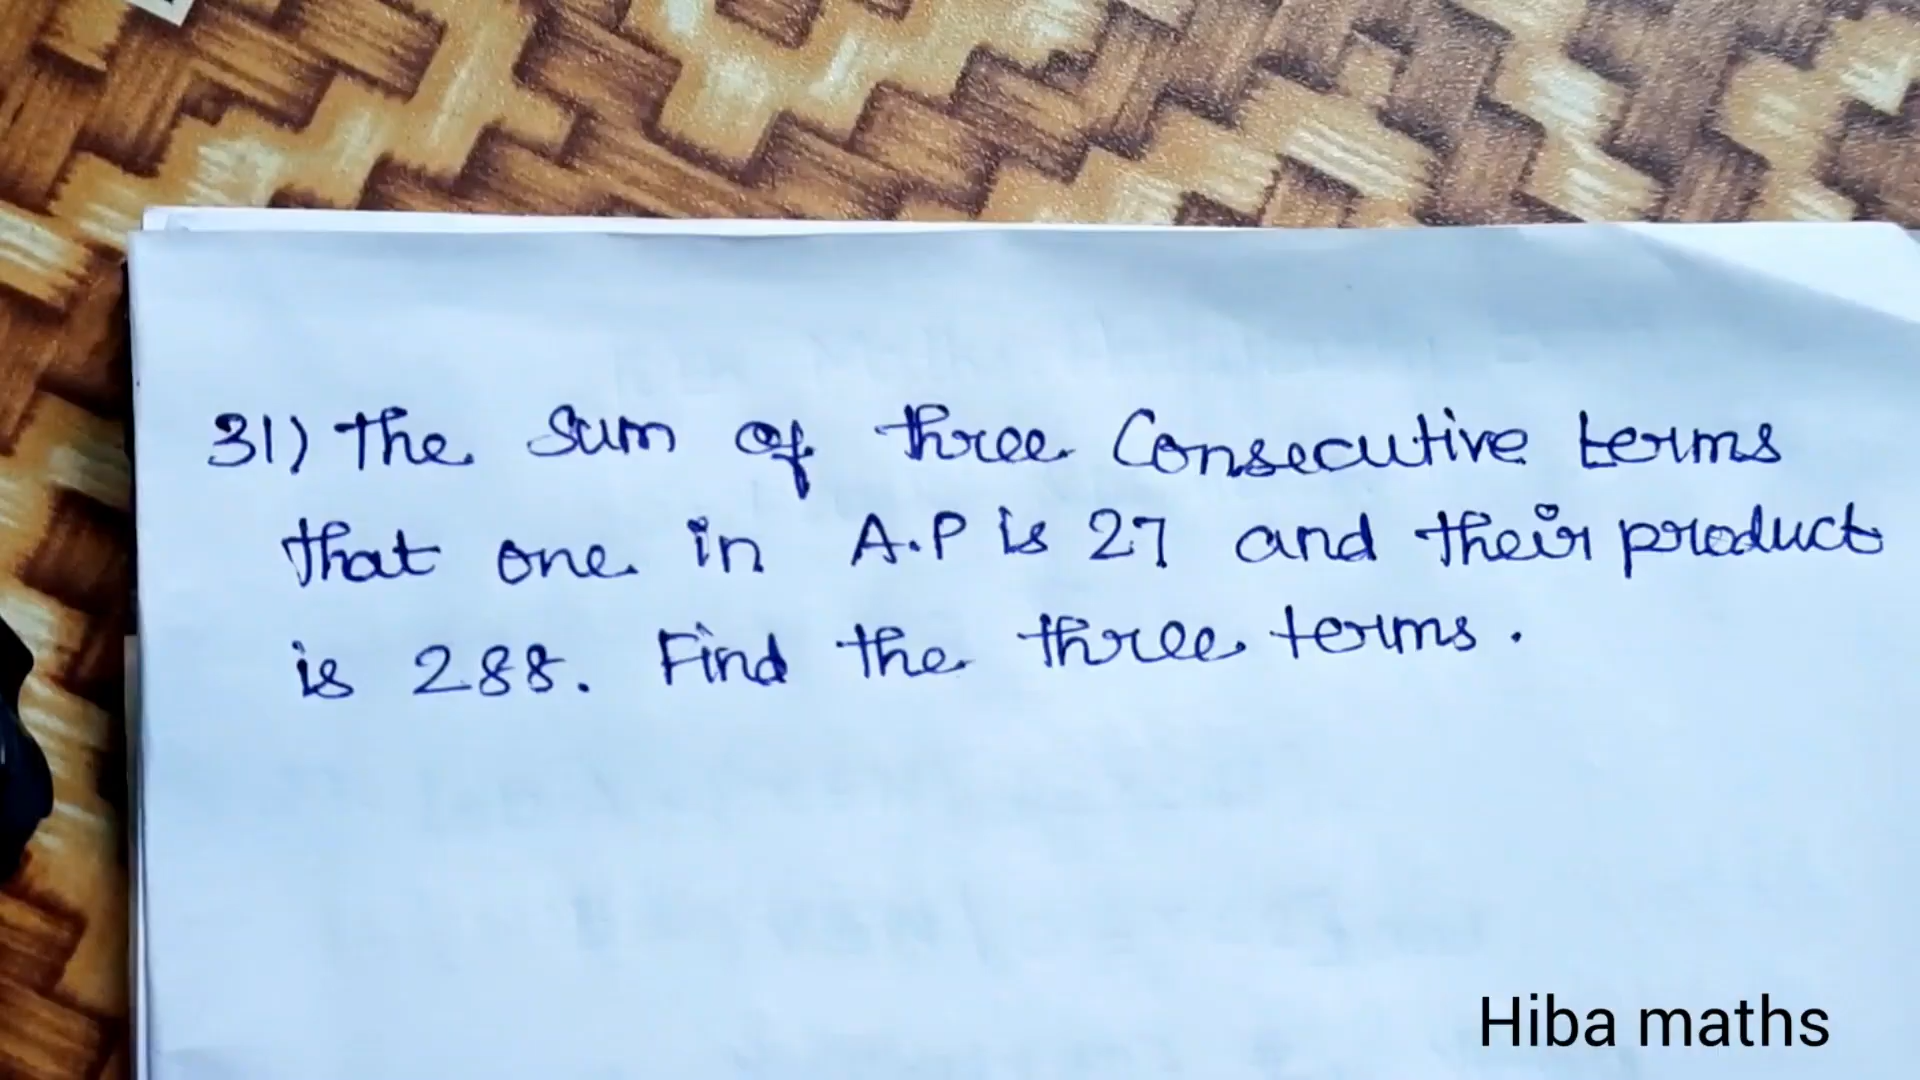 31) The sum of three Consecutive terms
that one in A.P is 27 and their product
is 288. Find the three terms.
Hiba maths